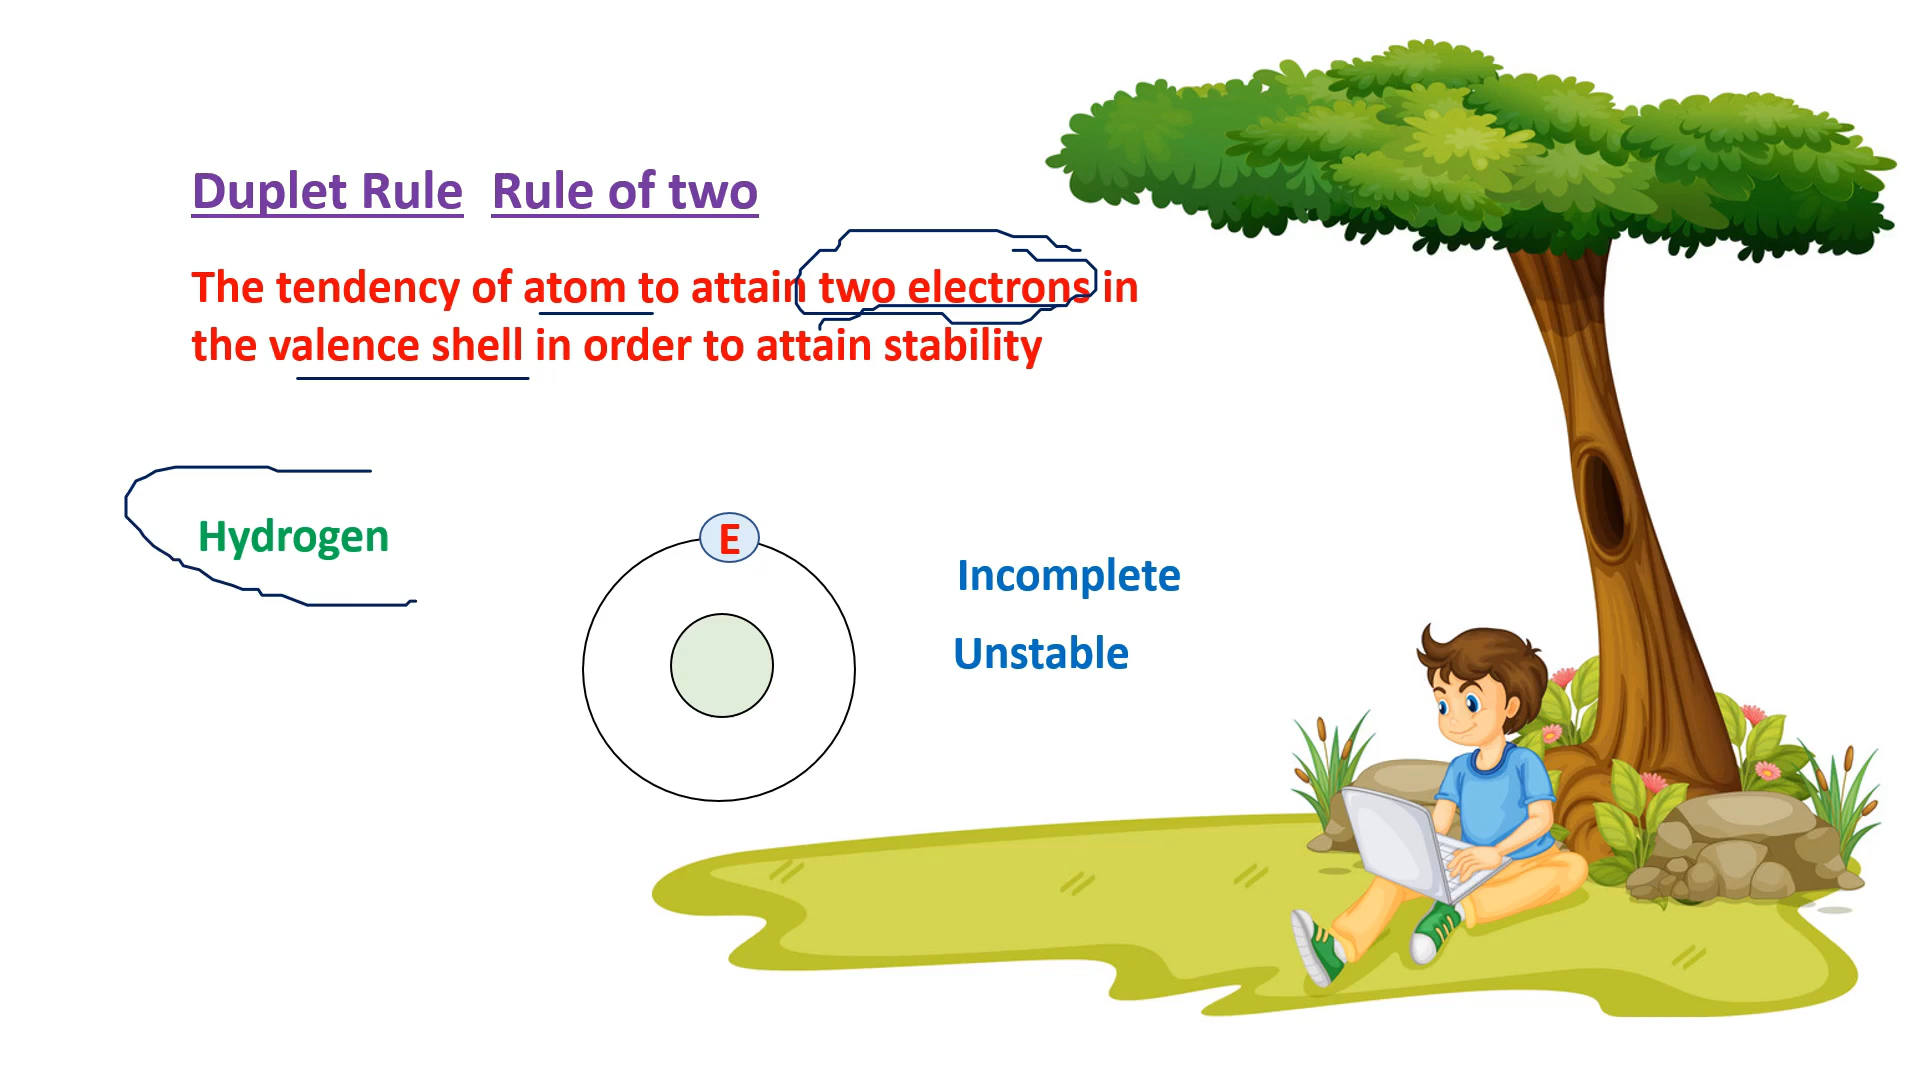 Duplet Rule Rule of two
The tendency of atom to attain two electrons in
the valence shell in order to attain stability
Hydrogen
E
Incomplete
Unstable